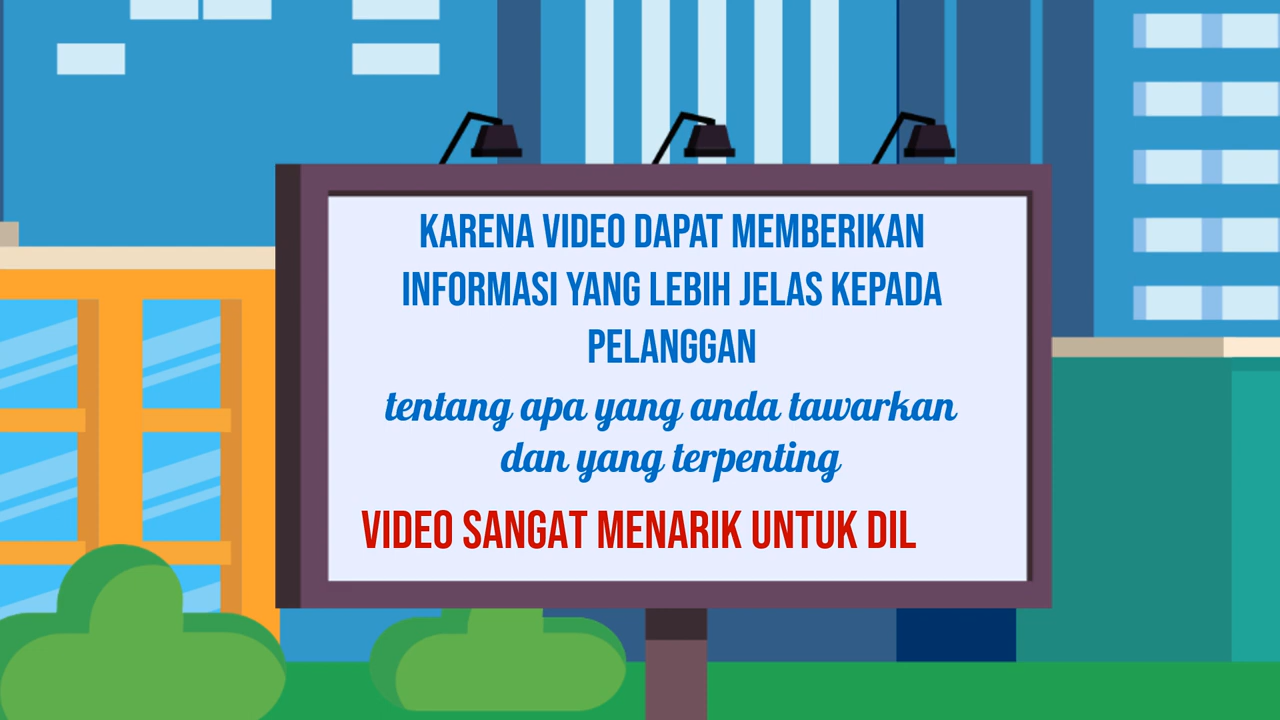 KARENA VIDEO DAPAT MEMBERIKAN
INFORMASI YANG LEBIH JELAS KEPADA
PELANGGAN
tentang apa yang anda tawarkan
dan yang terpenting
VIDEO SANGAT MENARIK UNTUK DIL